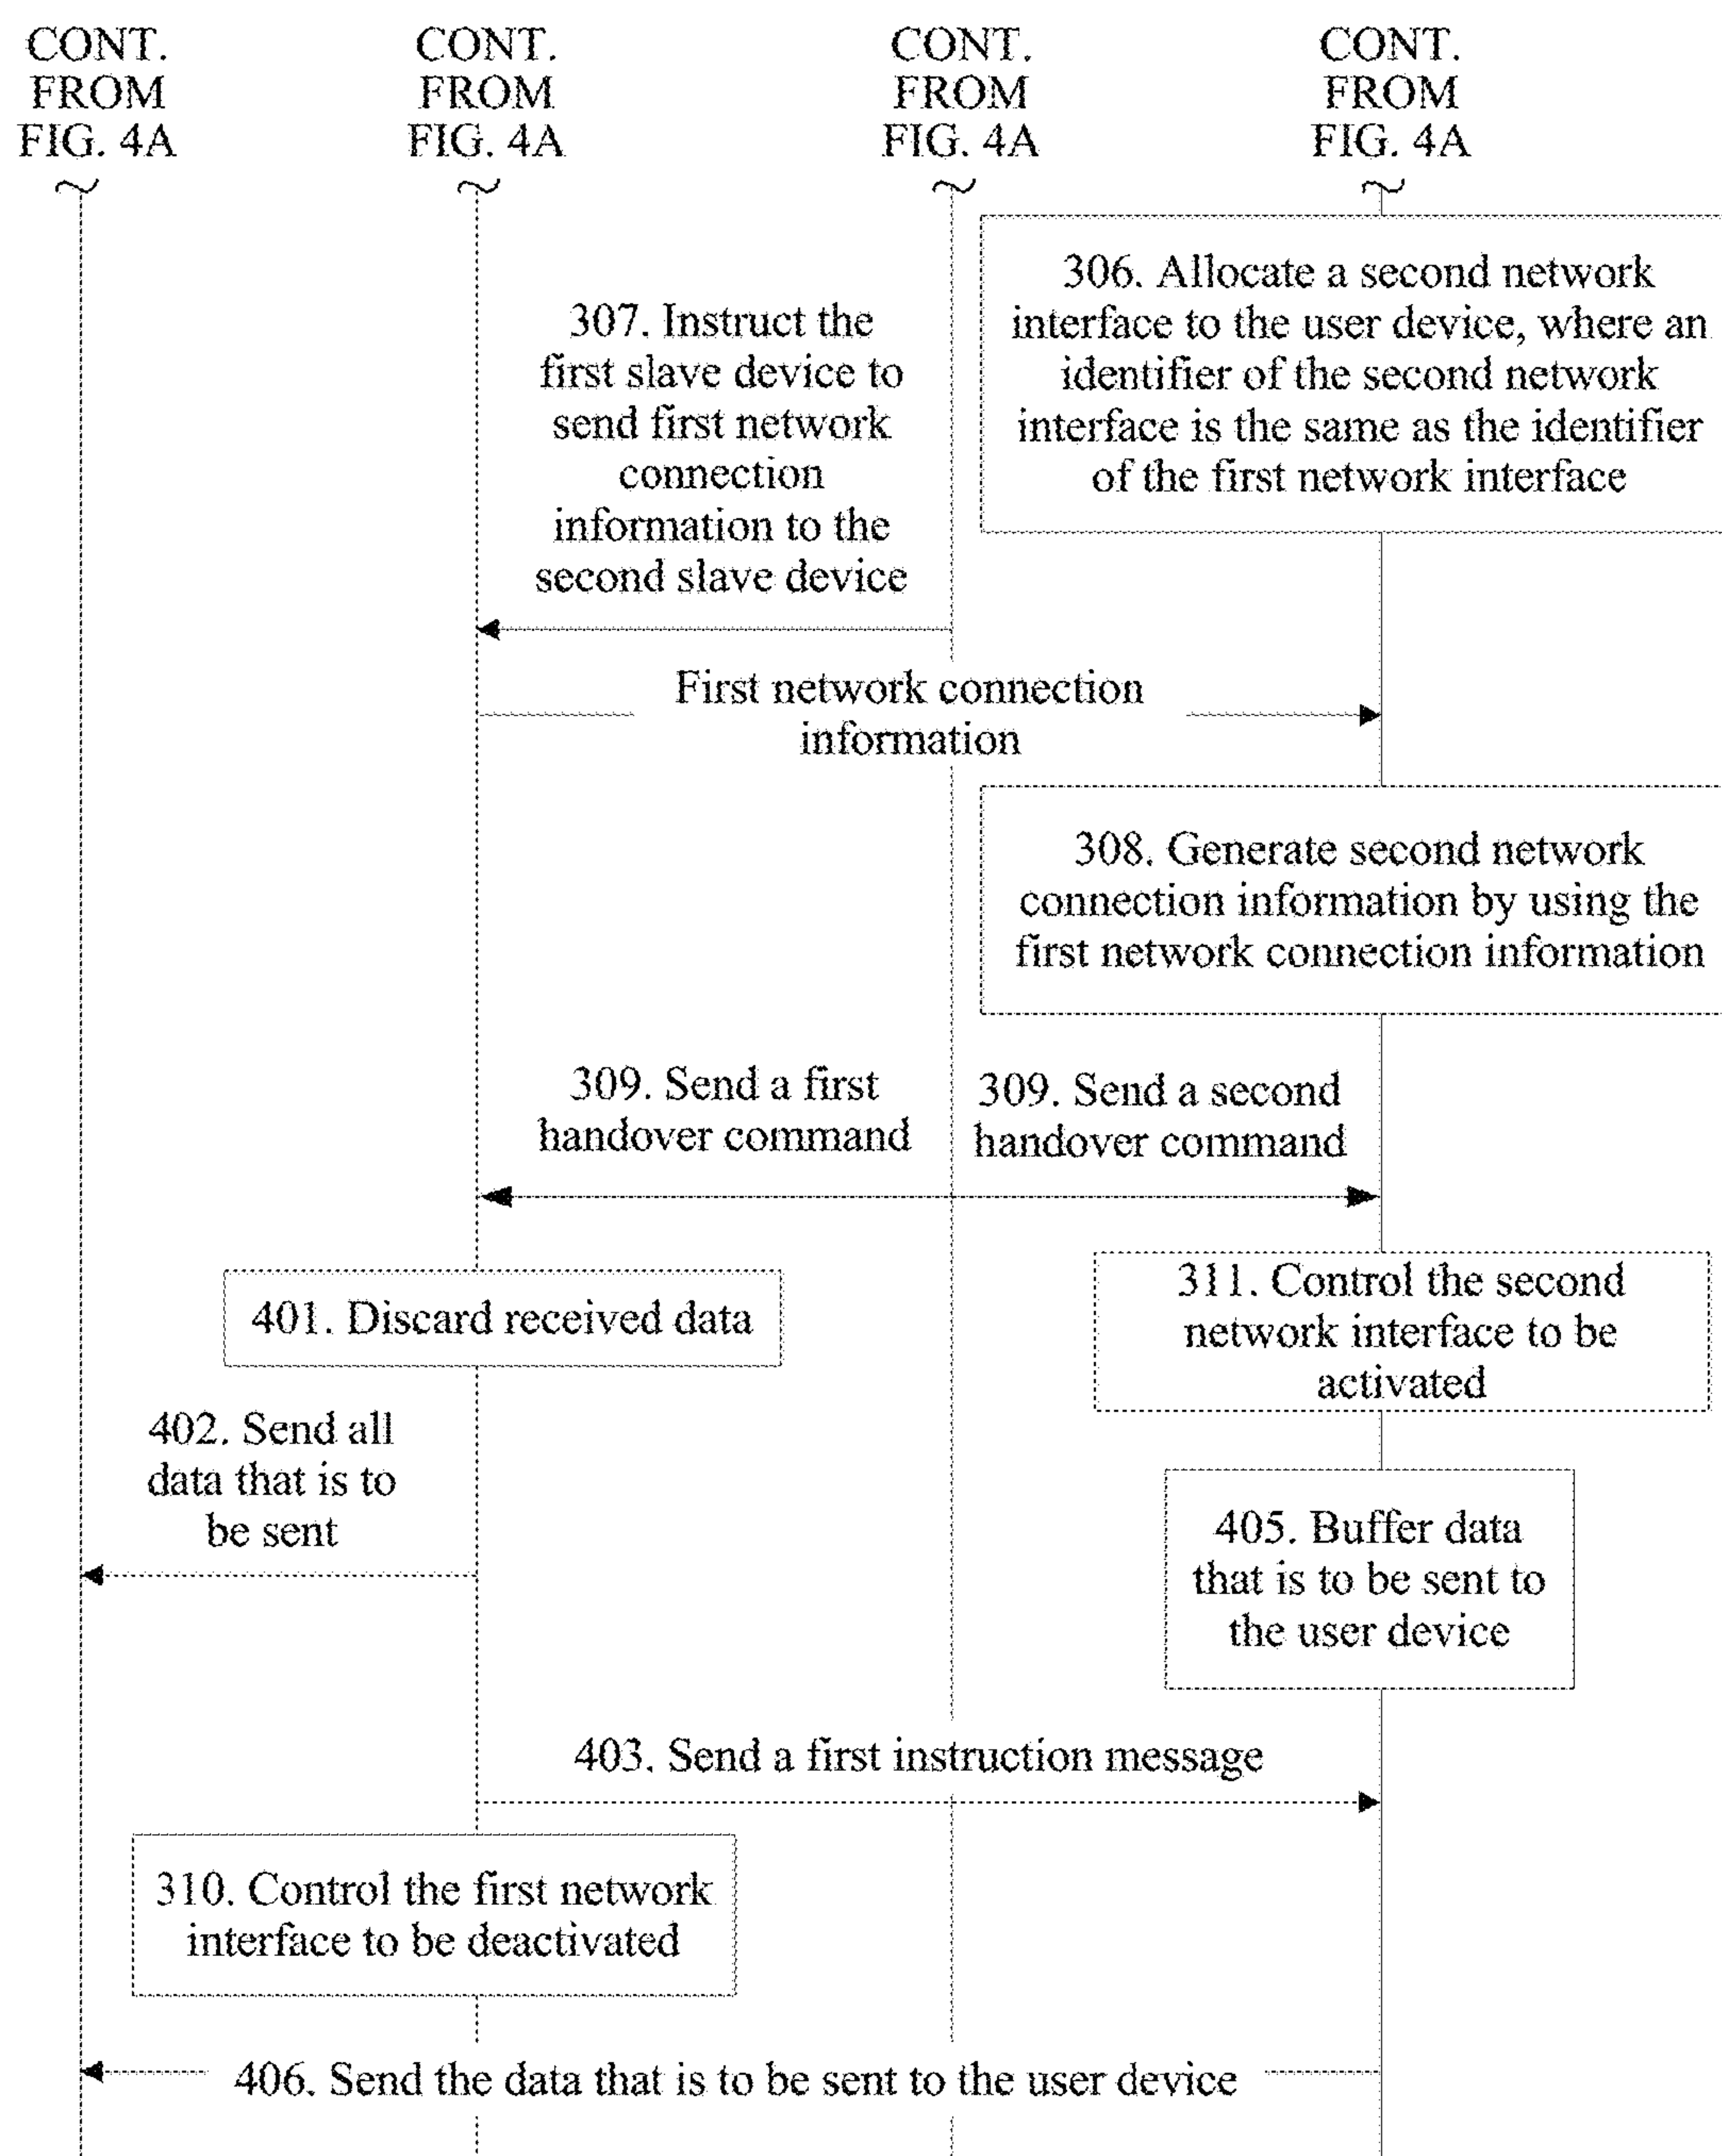 CONT.
FROM
FIG. 4A
CONT.
FROM
FIG. 4A
CONT.
FROM
FIG. 4A
CONT.
FROM
FIG. 4A
306. Allocate a second network
interface to the user device, where an
identifier of the second network
interface is the same as the identifier
of the first network interface
307. Instruct the
first slave device to
send first network
connection
information to the
second slave device
First network connection
information
308. Generate second network
connection information by using the
first network connection information
309. Send a first
handover command
309. Send a second
handover command
401. Discard received data
311. Control the second
network interface to be
activated
402. Send all
data that is to
be sent
405. Buffer data
that is to be sent to
the user device
403. Send a first instruction message
310. Control the first network
interface to be deactivated
406. Send the data that is to be sent to the user device